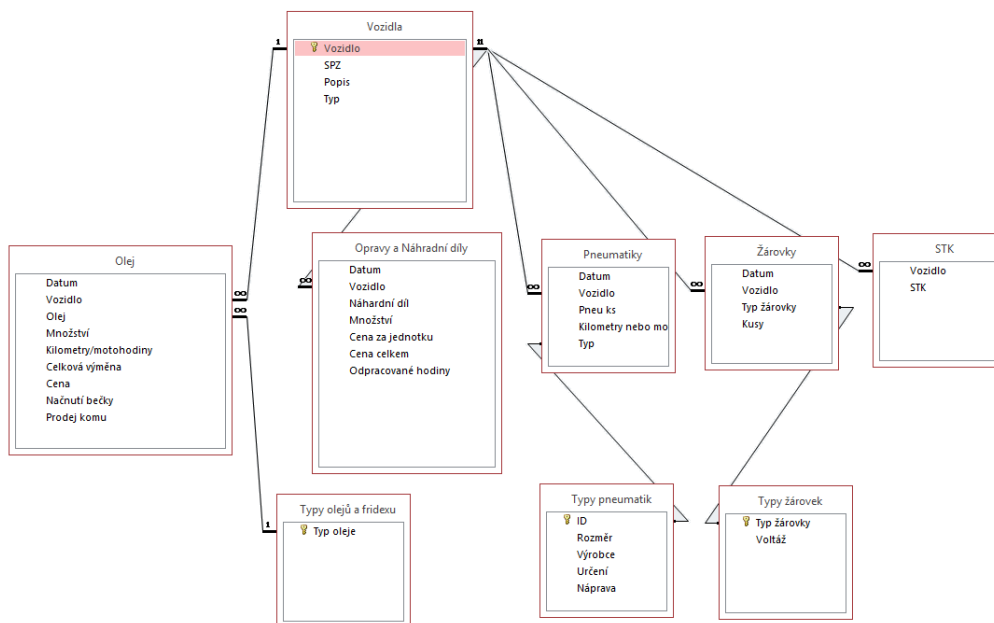 Vozidla
1
11
Vozidlo
SPZ
Popis
Typ
Olej
Datum
Vozidlo
Olej
Množství
Kilometry/motohodiny
Celková výměna
Cena
Načnutí bečky
Prodej komu
∞
∞
Opravy a Náhradní díly
Datum
Vozidlo
Náhardní díl
Množství
Cena za jednotku
Cena celkem
Odpracované hodiny
∞
Pneumatiky
Datum
Vozidlo
Pneu ks
Kilometry nebo mo
Typ
∞
Žárovky
Datum
Vozidlo
Typ žárovky
Kusy
∞
STK
Vozidlo
STK
∞
Typy olejů a fridexu
Typ oleje
1
Typy pneumatik
ID
Rozměr
Výrobce
Určení
Náprava
Typy žárovek
Typ žárovky
Voltáž